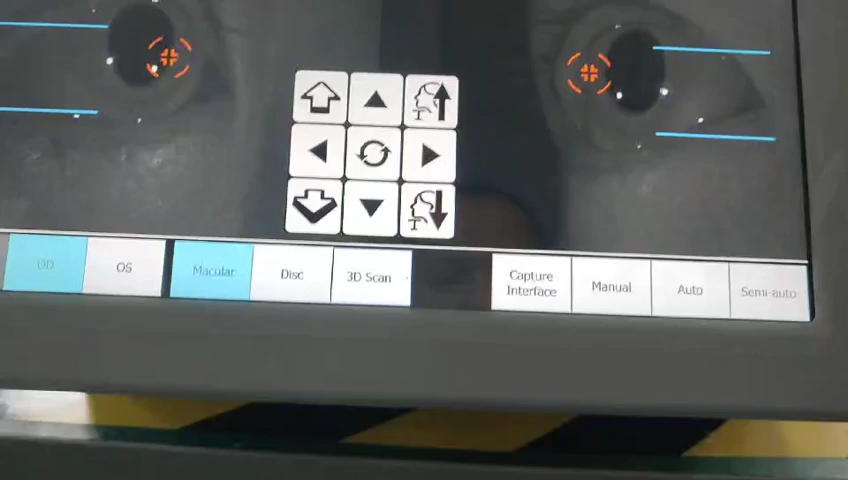 OD
OS
Macular
Disc
3D Scan
Capture
Interface
Manual
Auto
Semi-auto